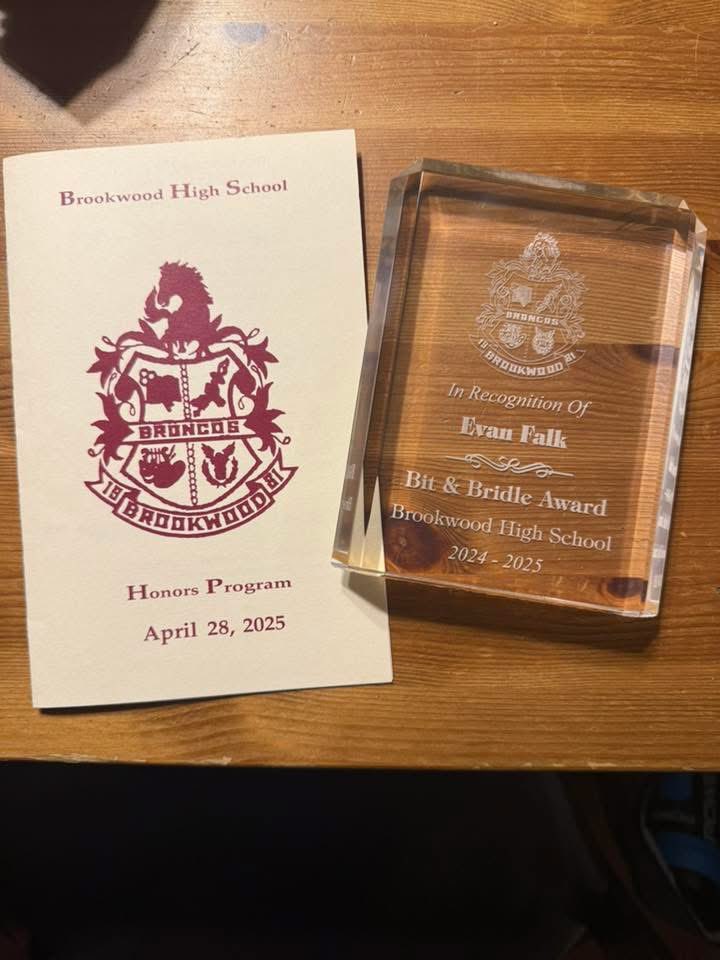 Brookwood High School
BRONCOS
19 81
BROOKWOOD
Honors Program
April 28, 2025
BRONCOS
19 81
BROOKWOOD
In Recognition Of
Evan Falk
Bit & Bridle Award
Brookwood High School
2024 - 2025